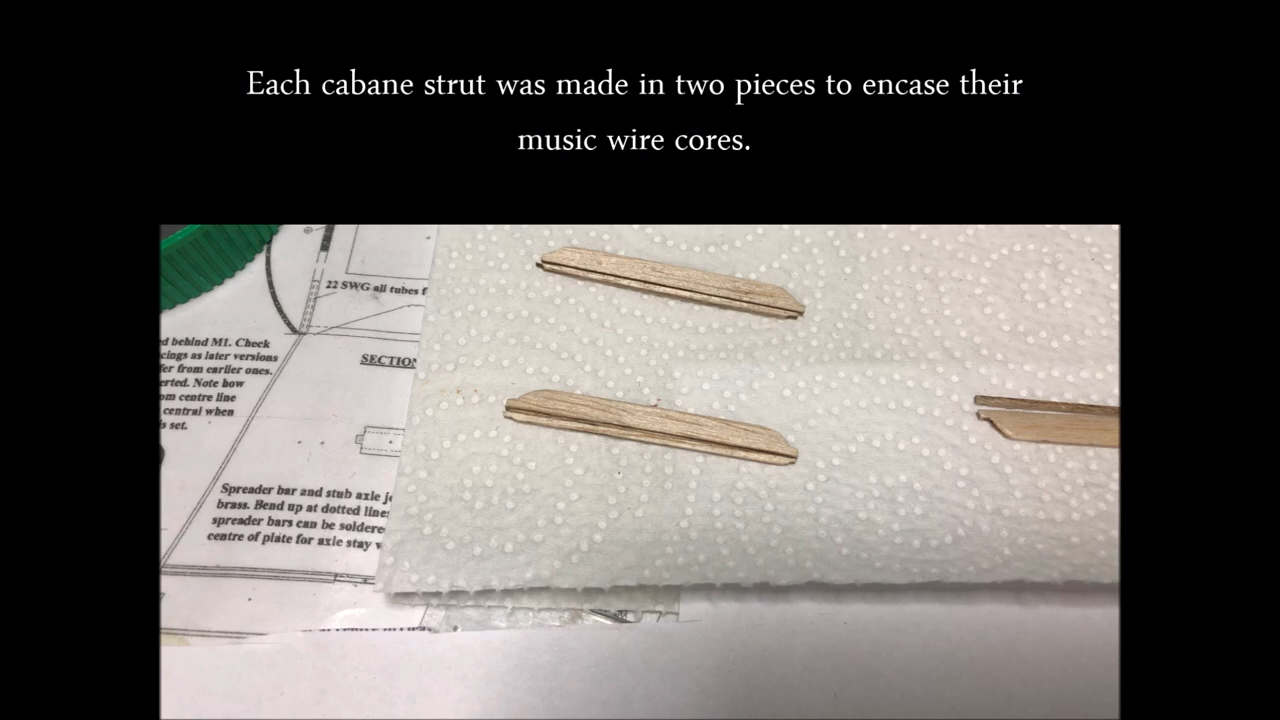 Each cabane strut was made in two pieces to encase their
music wire cores.
22 SWG all tubes f
behind M1. Check
as later versions
from earlier ones.
Note how
centre line
central when
set.
SECTION
Spreader bar and stub axle
brass. Bend up at dotted
spreader bars can be soldered
centre of plate for axle stay